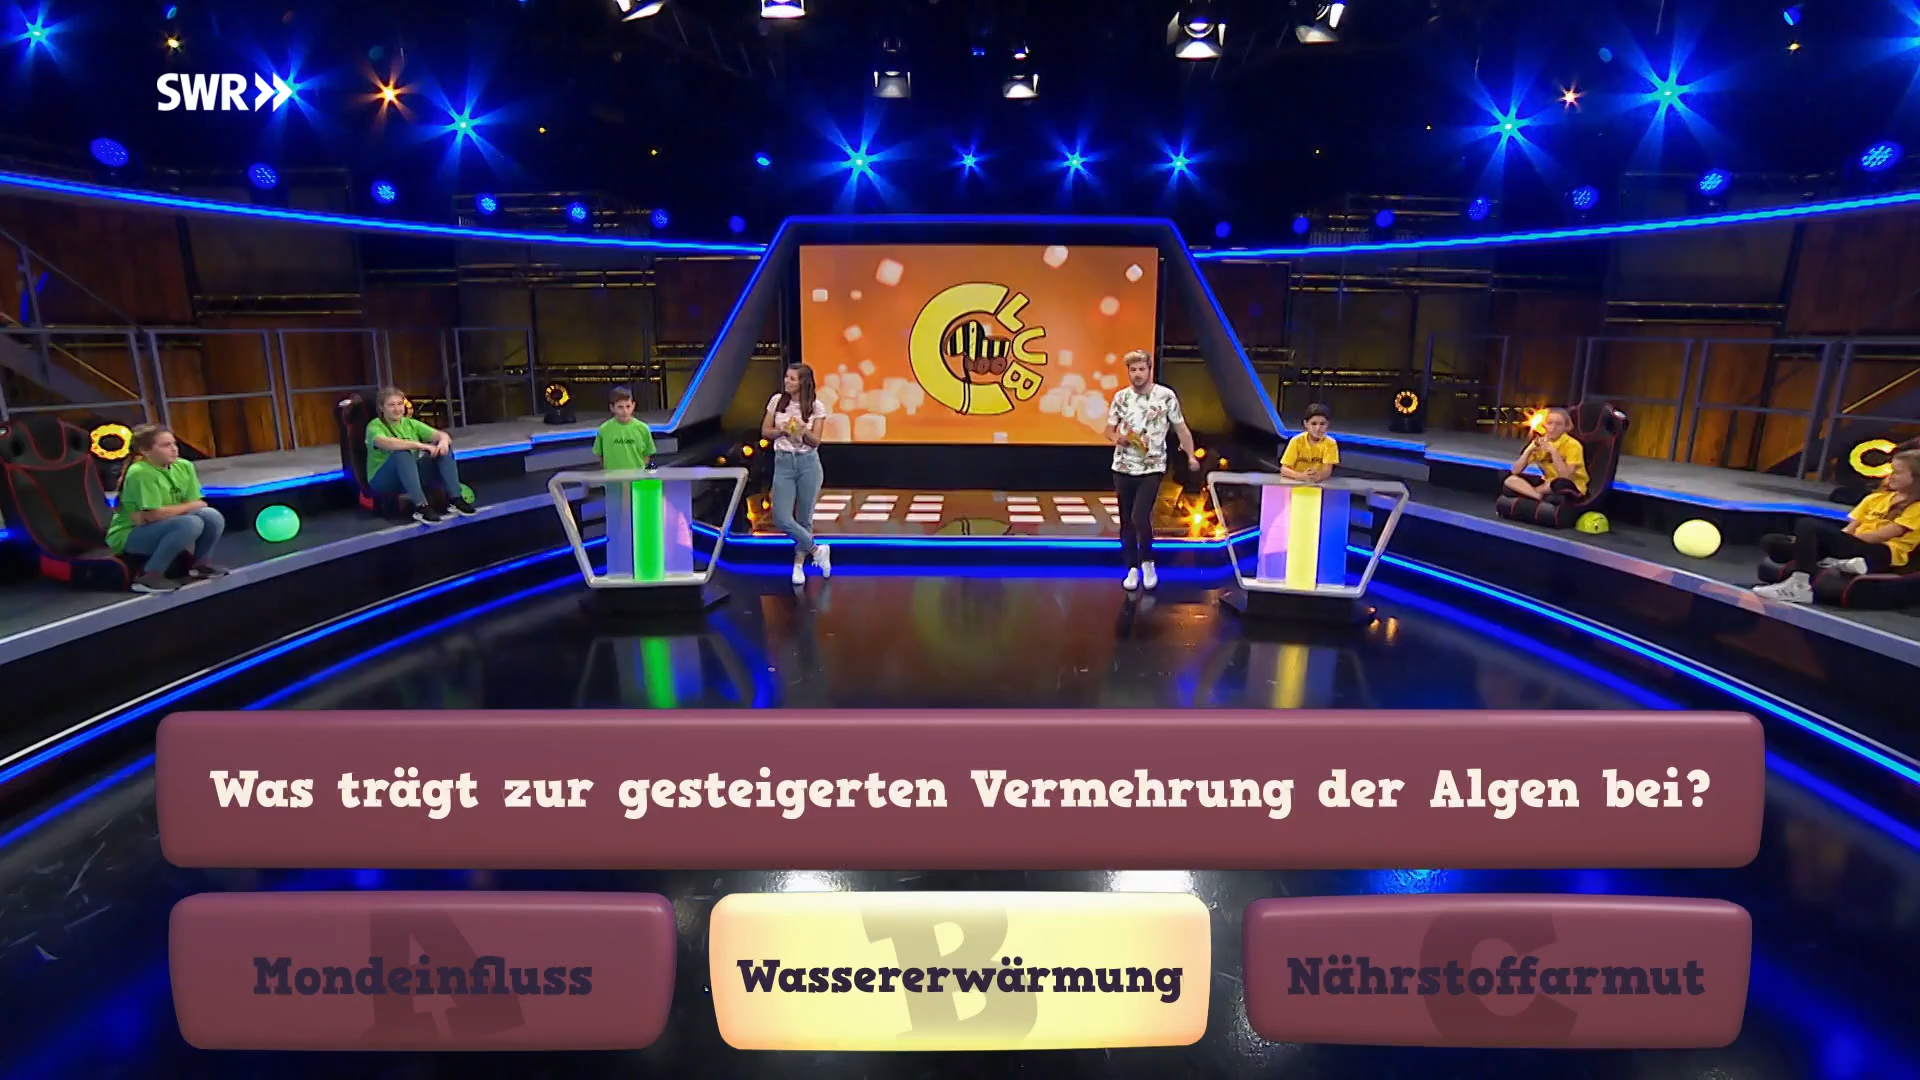 SWR»
CLUB
Was trägt zur gesteigerten Vermehrung der Algen bei?
A
Mondeinfluss
B
Wassererwärmung
C
Nährstoffarmut